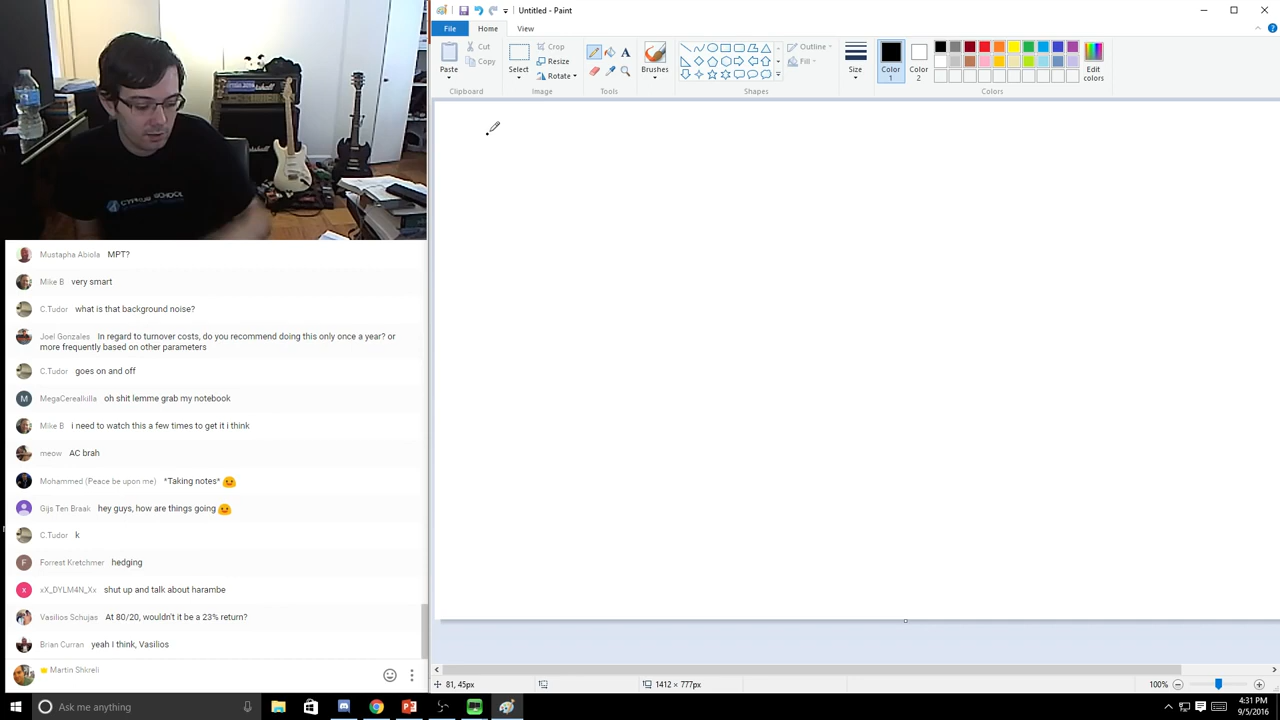 Untitled - Paint
File
Home
View
Paste
Cut
Copy
Clipboard
Select
Crop
Resize
Rotate
Image
Tools
Brushes
Shapes
Outline
Fill
Size
Color
1
Color
2
Edit
colors
Colors
Marshall
CYPRUS SCHOOL
Mustapha Abiola MPT?
Mike B very smart
C.Tudor what is that background noise?
Joel Gonzales In regard to turnover costs, do you recommend doing this only once a year? or
more frequently based on other parameters
C.Tudor goes on and off
M MegaCerealkilla oh shit lemme grab my notebook
Mike B i need to watch this a few times to get it i think
meow AC brah
Mohammed (Peace be upon me) *Taking notes*
Gijs Ten Braak hey guys, how are things going
C.Tudor k
F Forrest Kretchmer hedging
x xX_DYLM4N_Xx shut up and talk about harambe
Vasilios Schujas At 80/20, wouldn't it be a 23% return?
Brian Curran yeah I think, Vasilios
Martin Shkreli
81, 45px
1412 × 777px
100%
Ask me anything
4:31 PM
9/5/2016